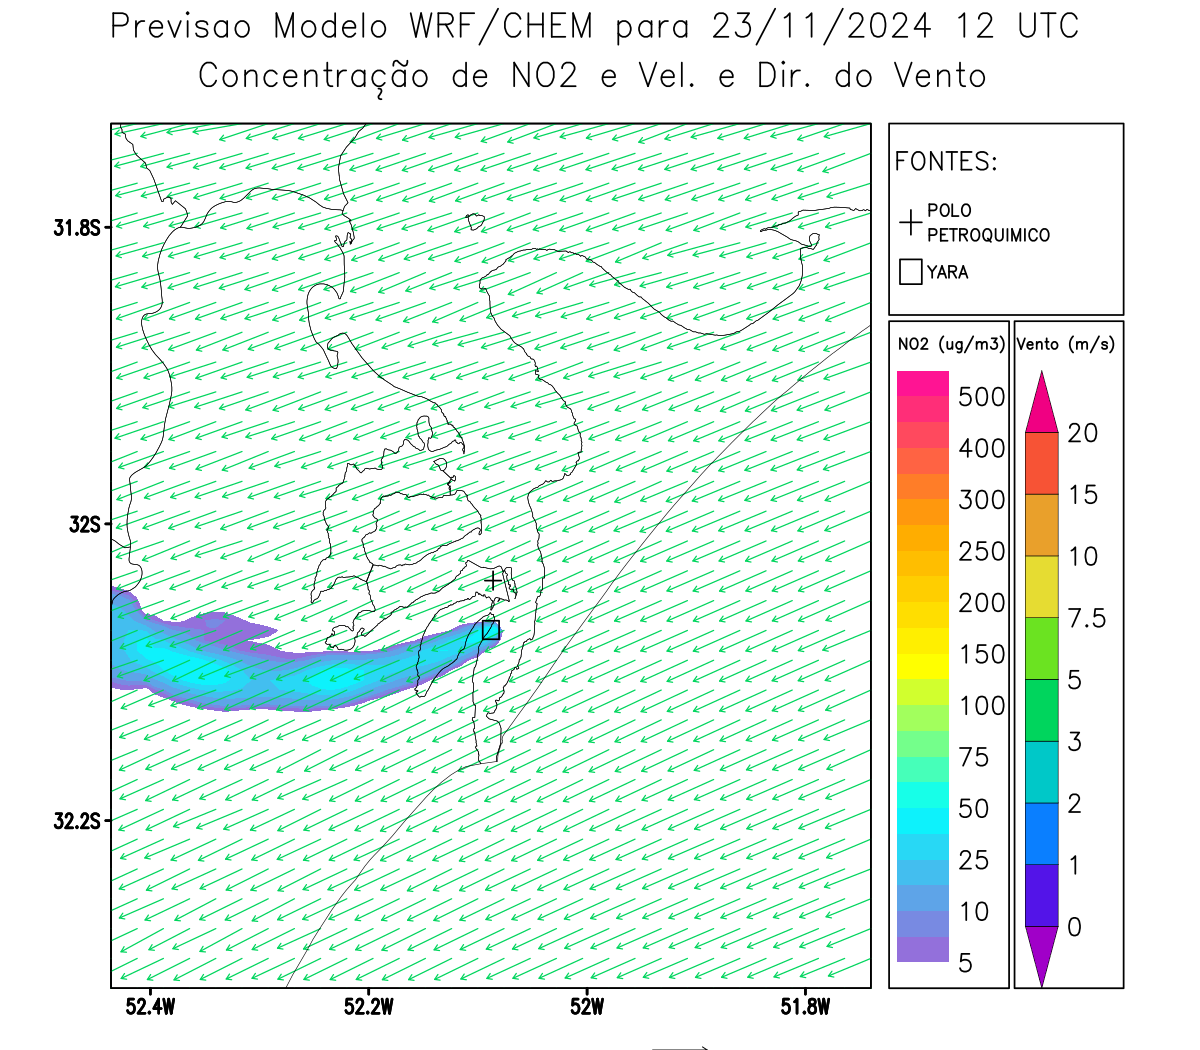 Previsao Modelo WRF/CHEM para 23/11/2024 12 UTC
Concentração de NO2 e Vel. e Dir. do Vento
FONTES:
POLO
PETROQUIMICO
YARA
NO2 (ug/m3)
500
400
300
250
200
150
100
75
50
25
10
5
Vento (m/s)
20
15
10
7.5
5
3
2
1
0
31.8S
32S
32.2S
52.4W
52.2W
52W
51.8W